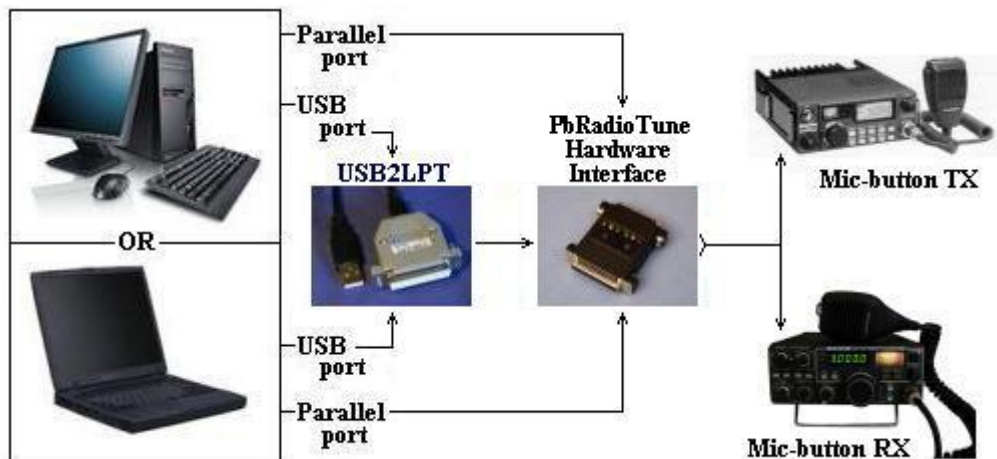 Parallel
port
USB
port
USB2LPT
PbRadioTune
Hardware
Interface
Mic-button TX
OR
USB
port
Parallel
port
Mic-button RX